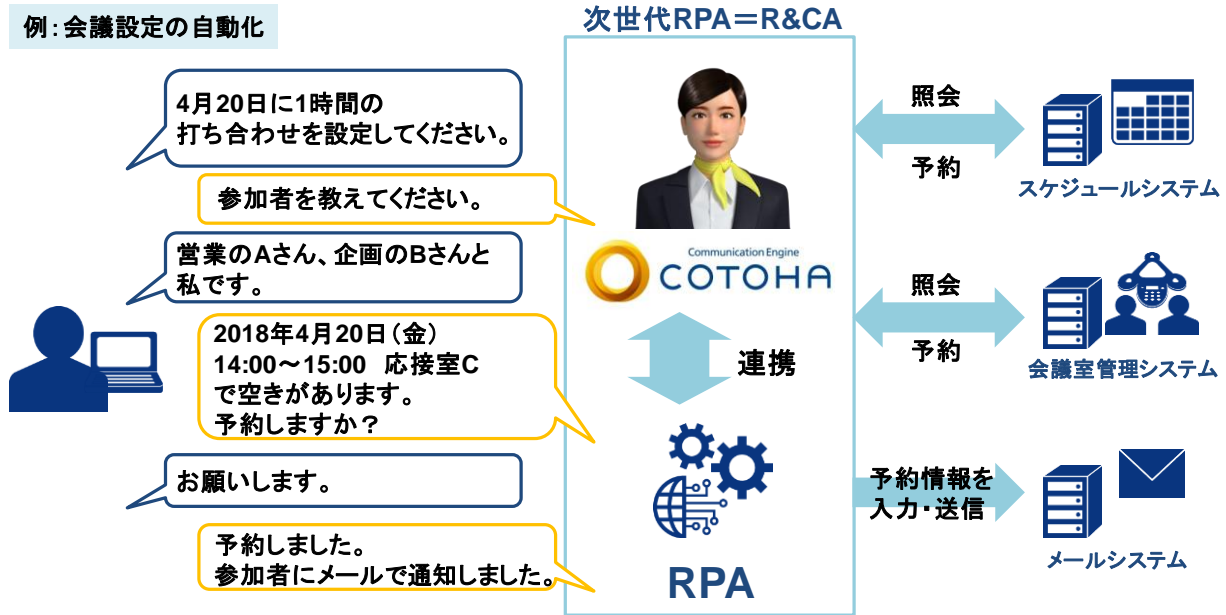 例：会議設定の自動化
次世代RPA＝R&CA
4月20日に1時間の
打ち合わせを設定してください。
参加者を教えてください。
営業のAさん、企画のBさんと
私です。
2018年4月20日（金）
14:00～15:00 応接室C
で空きがあります。
予約しますか？
お願いします。
予約しました。
参加者にメールで通知しました。
Communication Engine
COTOHA
連携
RPA
照会
予約
スケジュールシステム
照会
予約
会議室管理システム
予約情報を
入力・送信
メールシステム